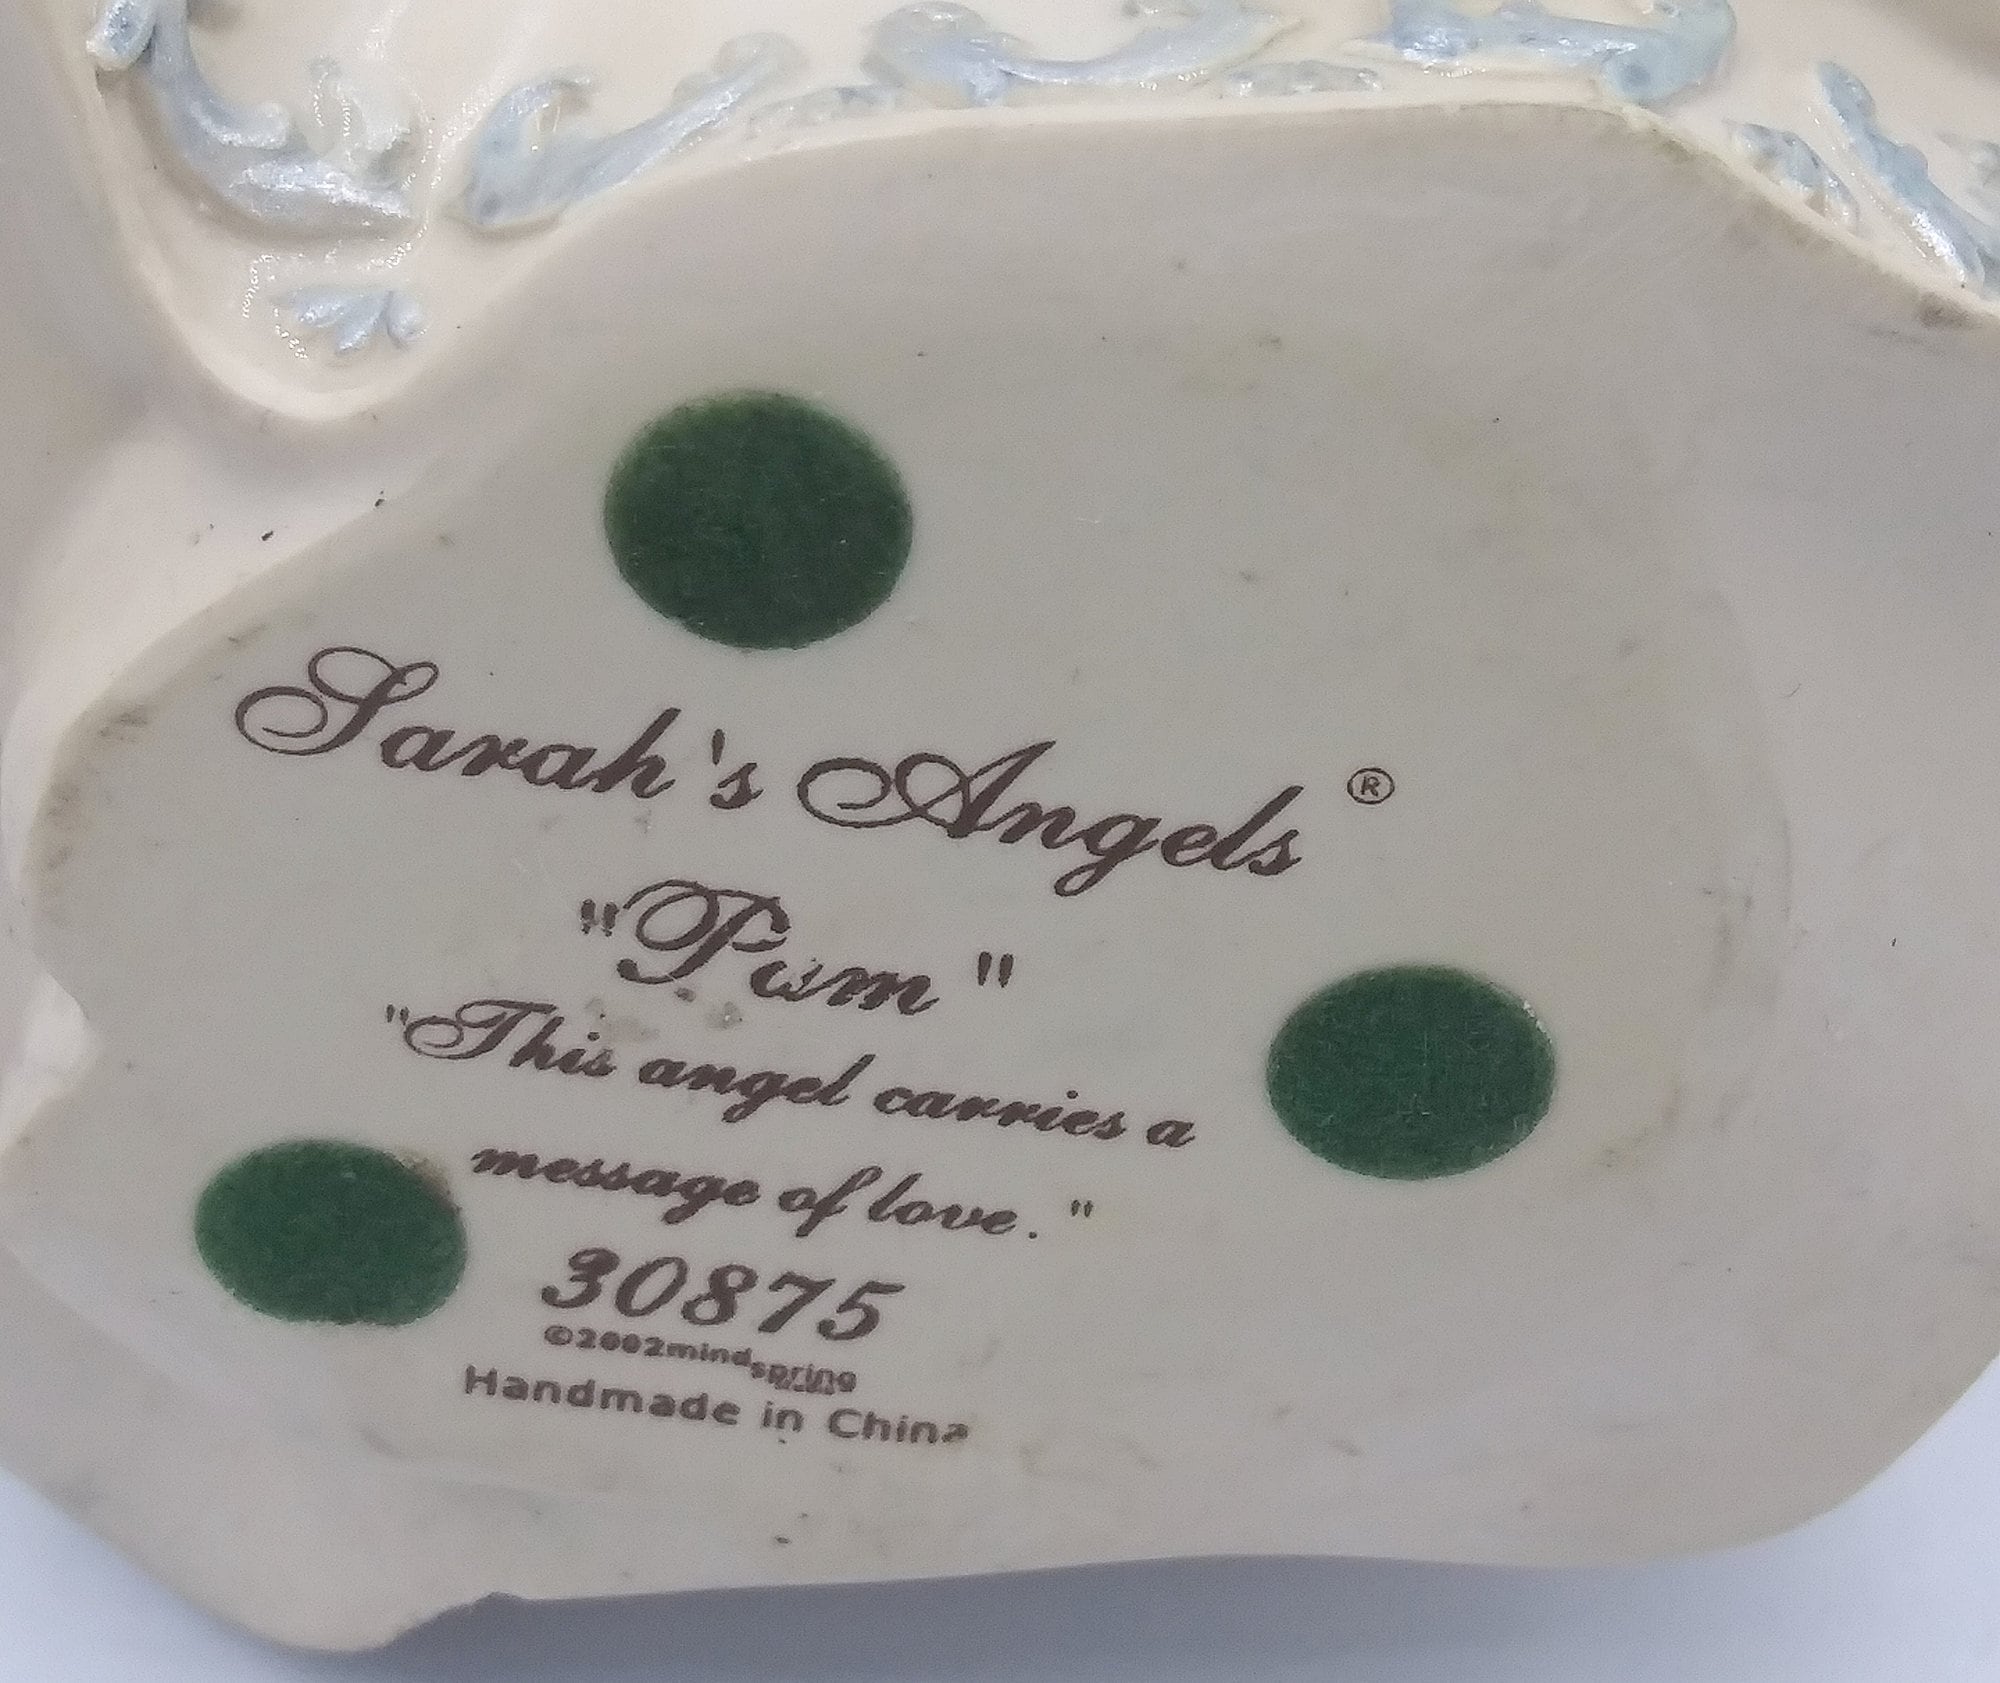 Sarah's Angels ®
"Pam"
"This angel carries a
message of love."
30875
©2002mindspring
Handmade in China